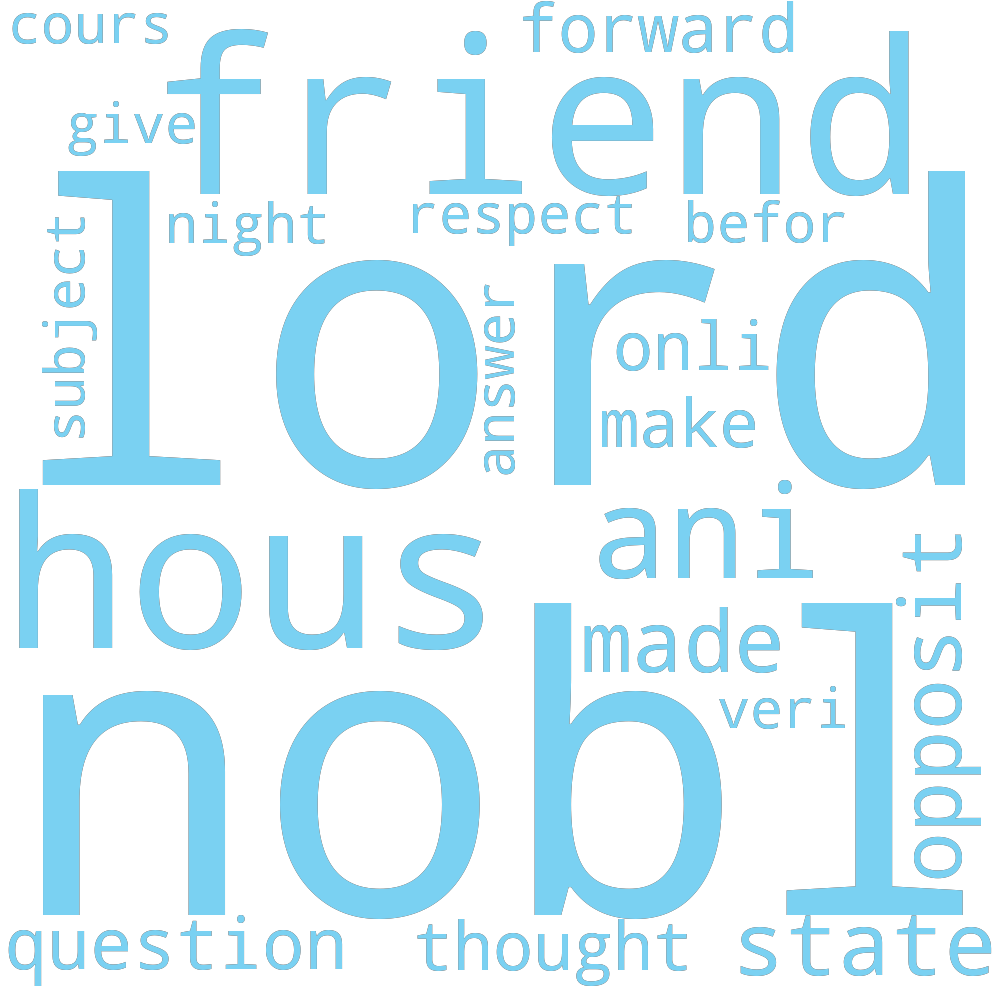 cours
forward
friend
give
night
respect
befor
subject
lord
answer
onli
make
hous
ani
opposit
made
nobl
veri
question
thought
state